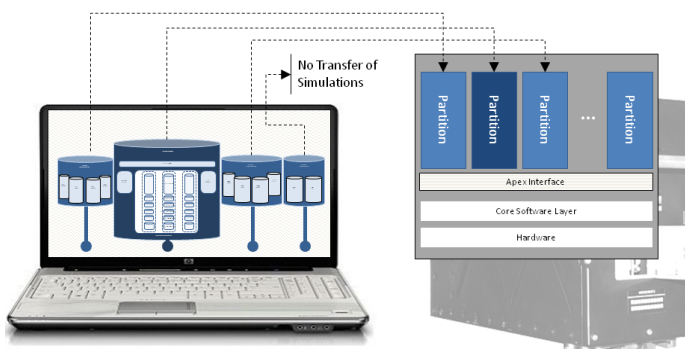 No Transfer of
Simulations
Partition
Partition
Partition
...
Partition
Apex Interface
Core Software Layer
Hardware
hp